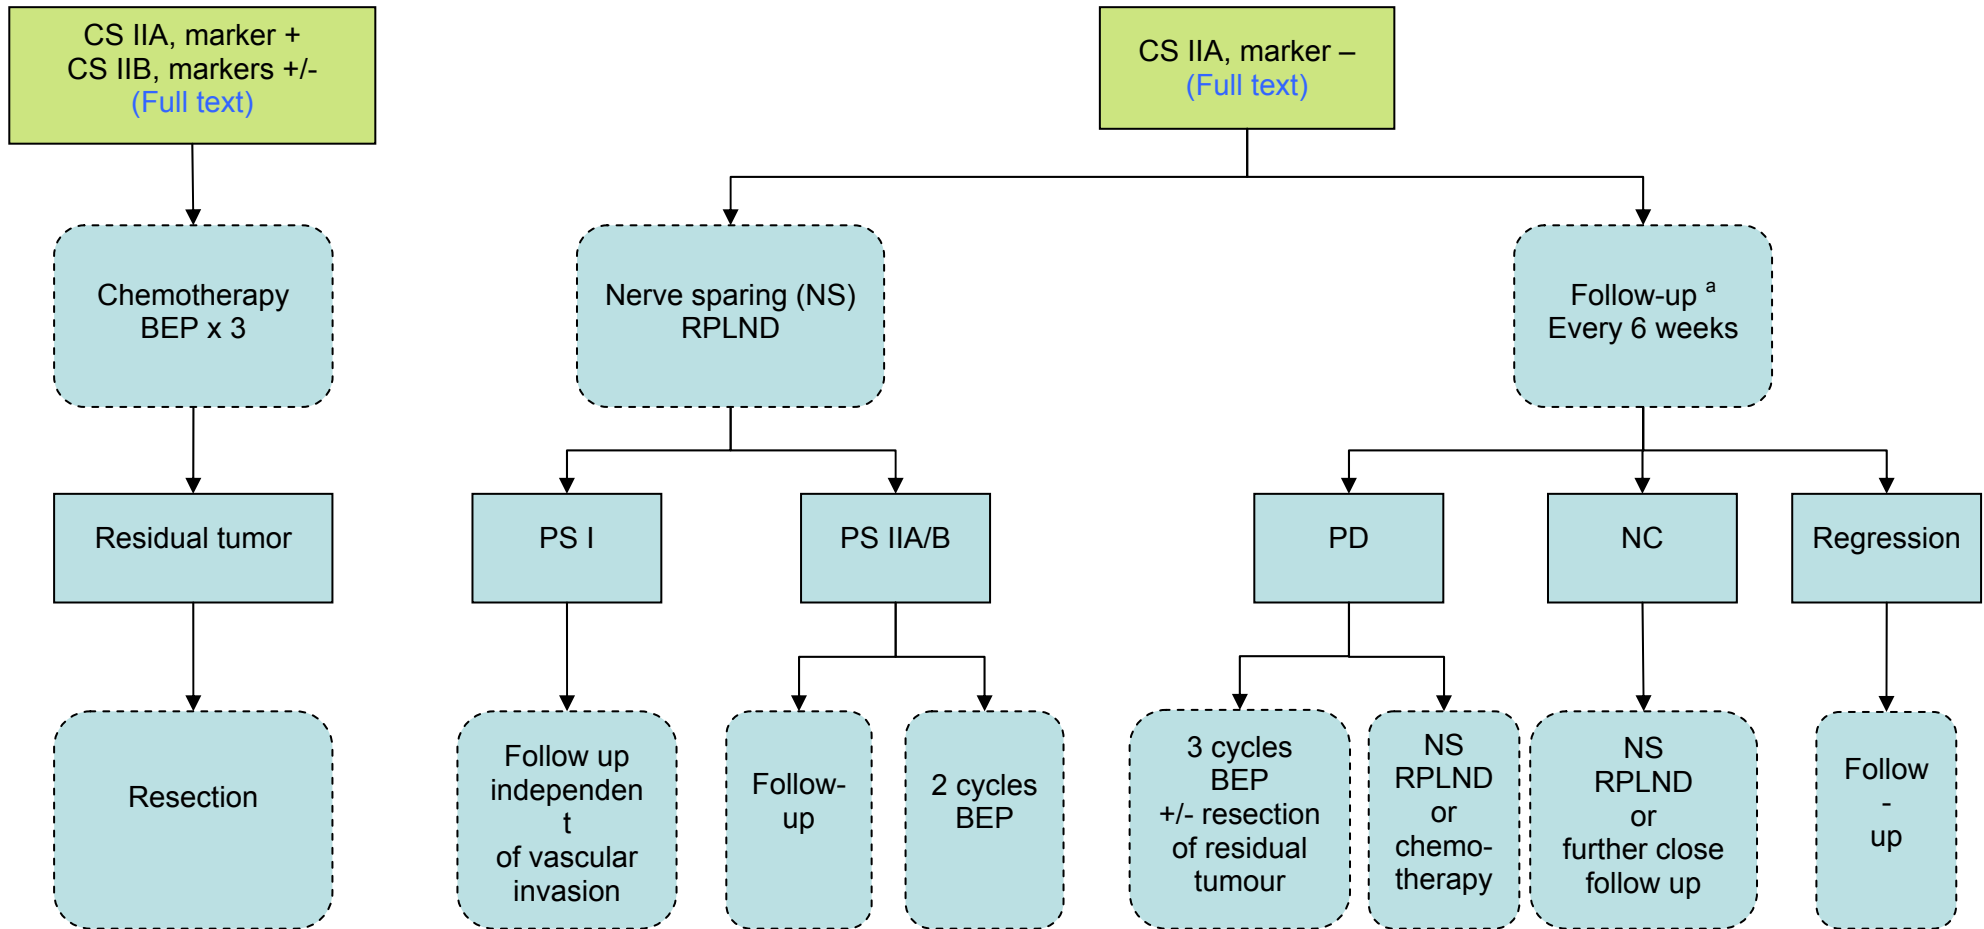 CS IIA, marker +
CS IIB, markers +/-
(Full text)
CS IIA, marker –
(Full text)
Chemotherapy
BEP x 3
Nerve sparing (NS)
RPLND
Follow-up a
Every 6 weeks
Residual tumor
PS I
PS IIA/B
PD
NC
Regression
Resection
Follow up
independen
t
of vascular
invasion
Follow-
up
2 cycles
BEP
3 cycles
BEP
+/- resection
of residual
tumour
NS
RPLND
or
chemo-
therapy
NS
RPLND
or
further close
follow up
Follow
-
up